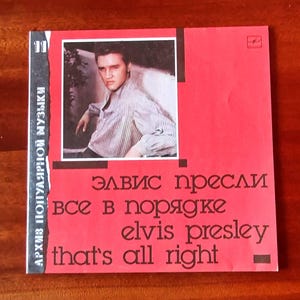 11
АРХИВ ПОПУЛЯРНОЙ МУЗЫКИ
элвис пресли
все в порядке
elvis presley
that's all right